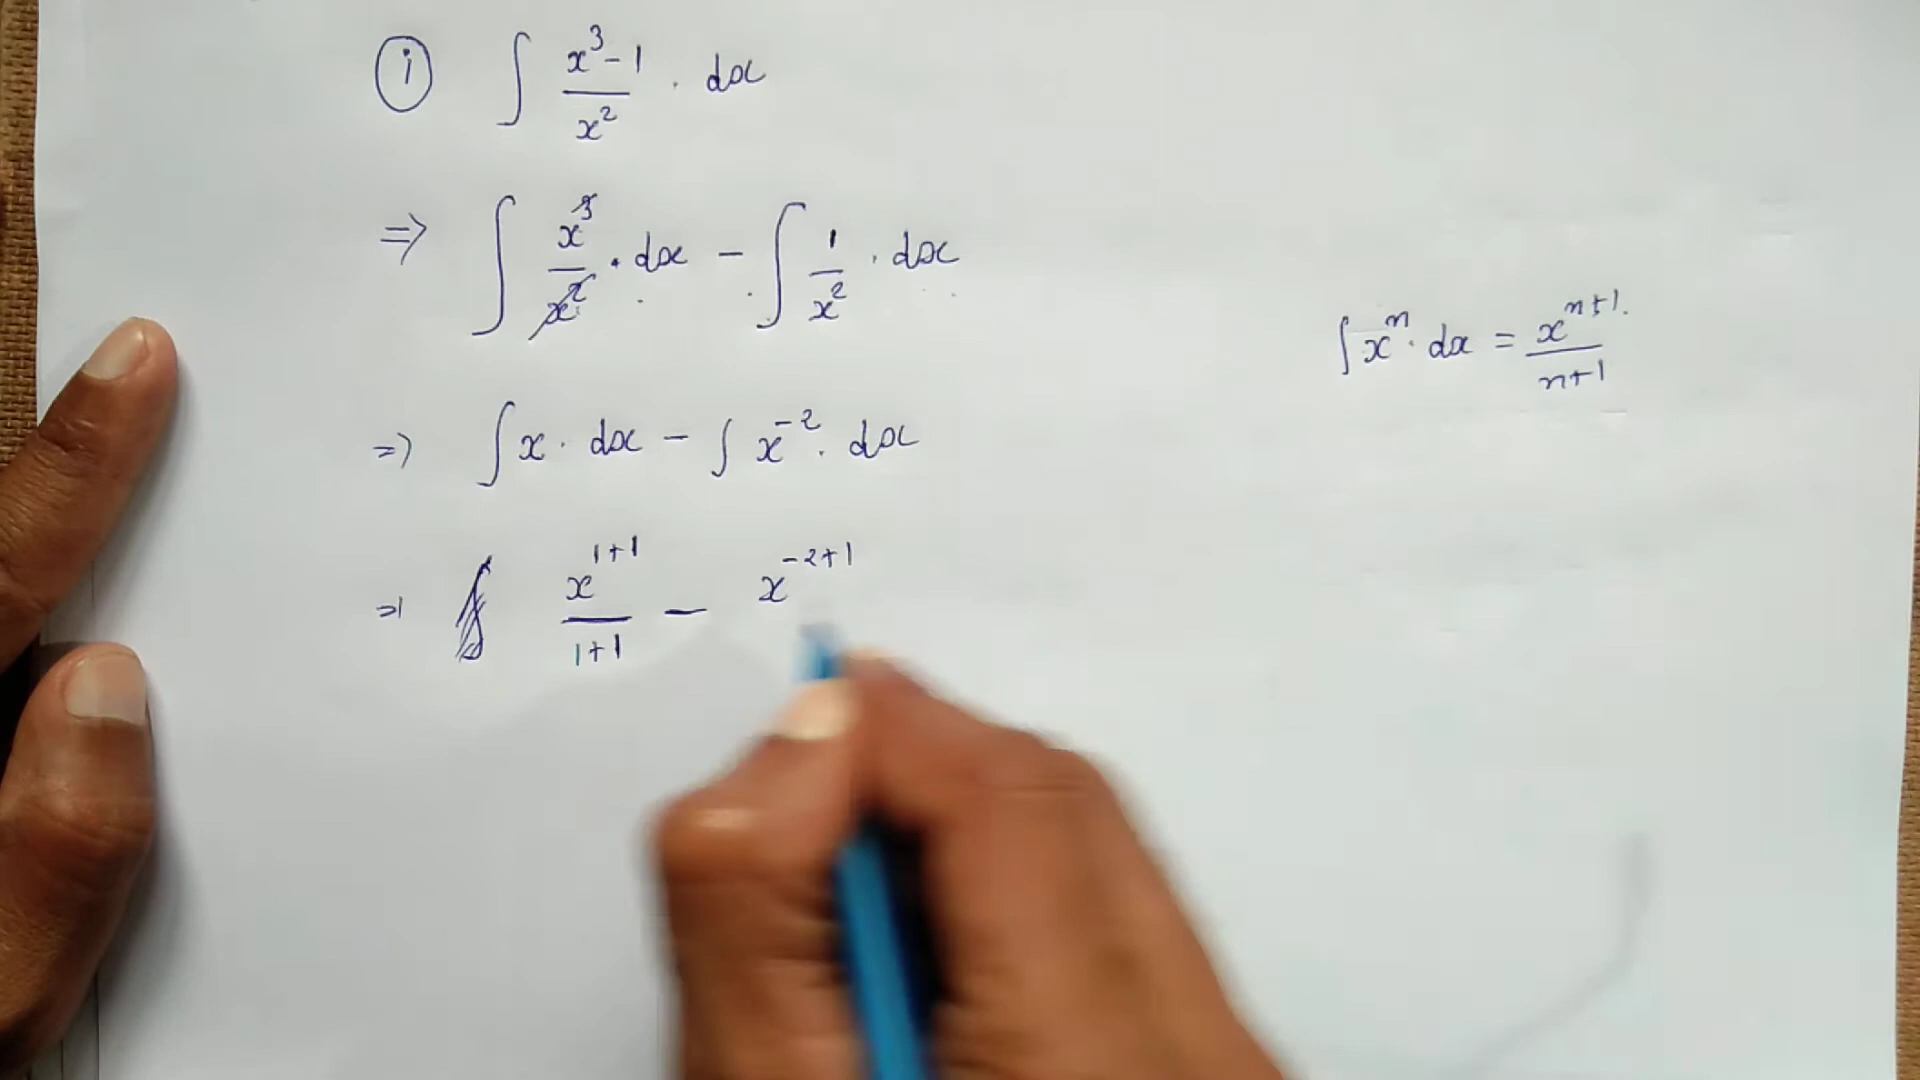 (i) ∫ (x³-1)/x² . dx
⇒ ∫ x³/x² . dx - ∫ 1/x² . dx
∫ xⁿ . dx = xⁿ⁺¹/(n+1)
⇒ ∫ x . dx - ∫ x⁻² . dx
⇒ x¹⁺¹/(1+1) - x⁻²⁺¹